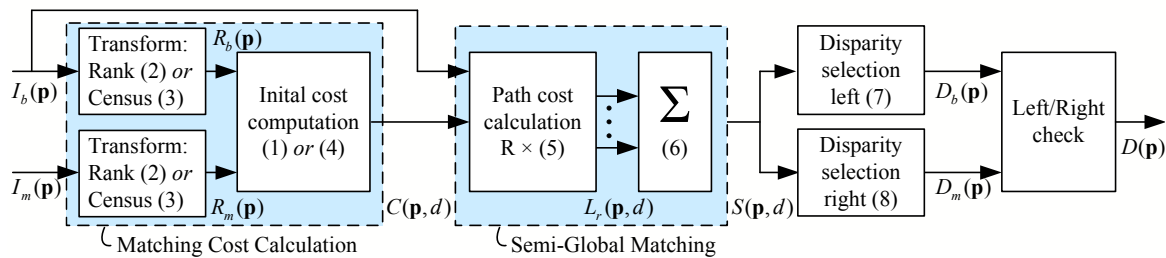 I_b(p)
I_m(p)
Transform:
Rank (2) or
Census (3)
R_b(p)
Transform:
Rank (2) or
Census (3)
R_m(p)
Inital cost
computation
(1) or (4)
C(p,d)
Matching Cost Calculation
Path cost
calculation
R × (5)
L_r(p,d)
Σ
(6)
S(p,d)
Semi-Global Matching
Disparity
selection
left (7)
D_b(p)
Disparity
selection
right (8)
D_m(p)
Left/Right
check
D(p)